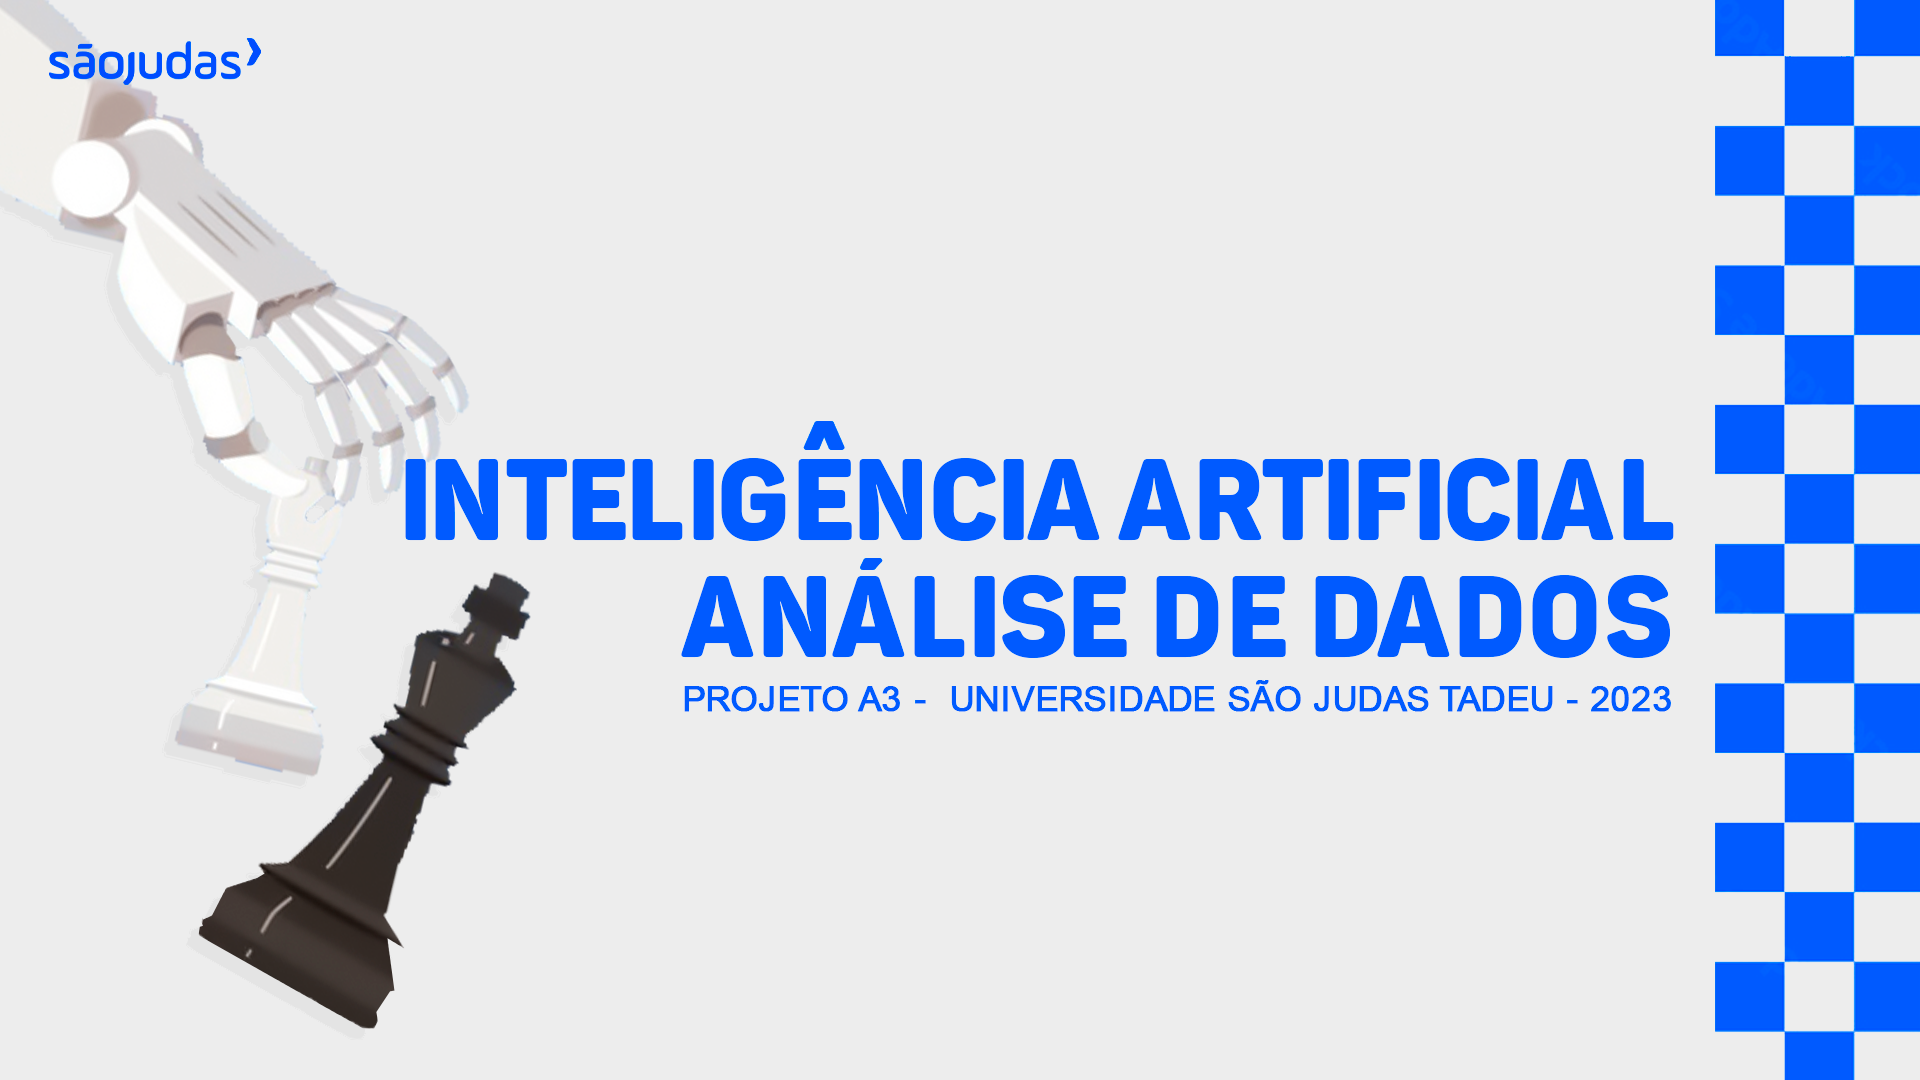 sãojudas
INTELIGÊNCIA ARTIFICIAL
ANÁLISE DE DADOS
PROJETO A3 - UNIVERSIDADE SÃO JUDAS TADEU - 2023